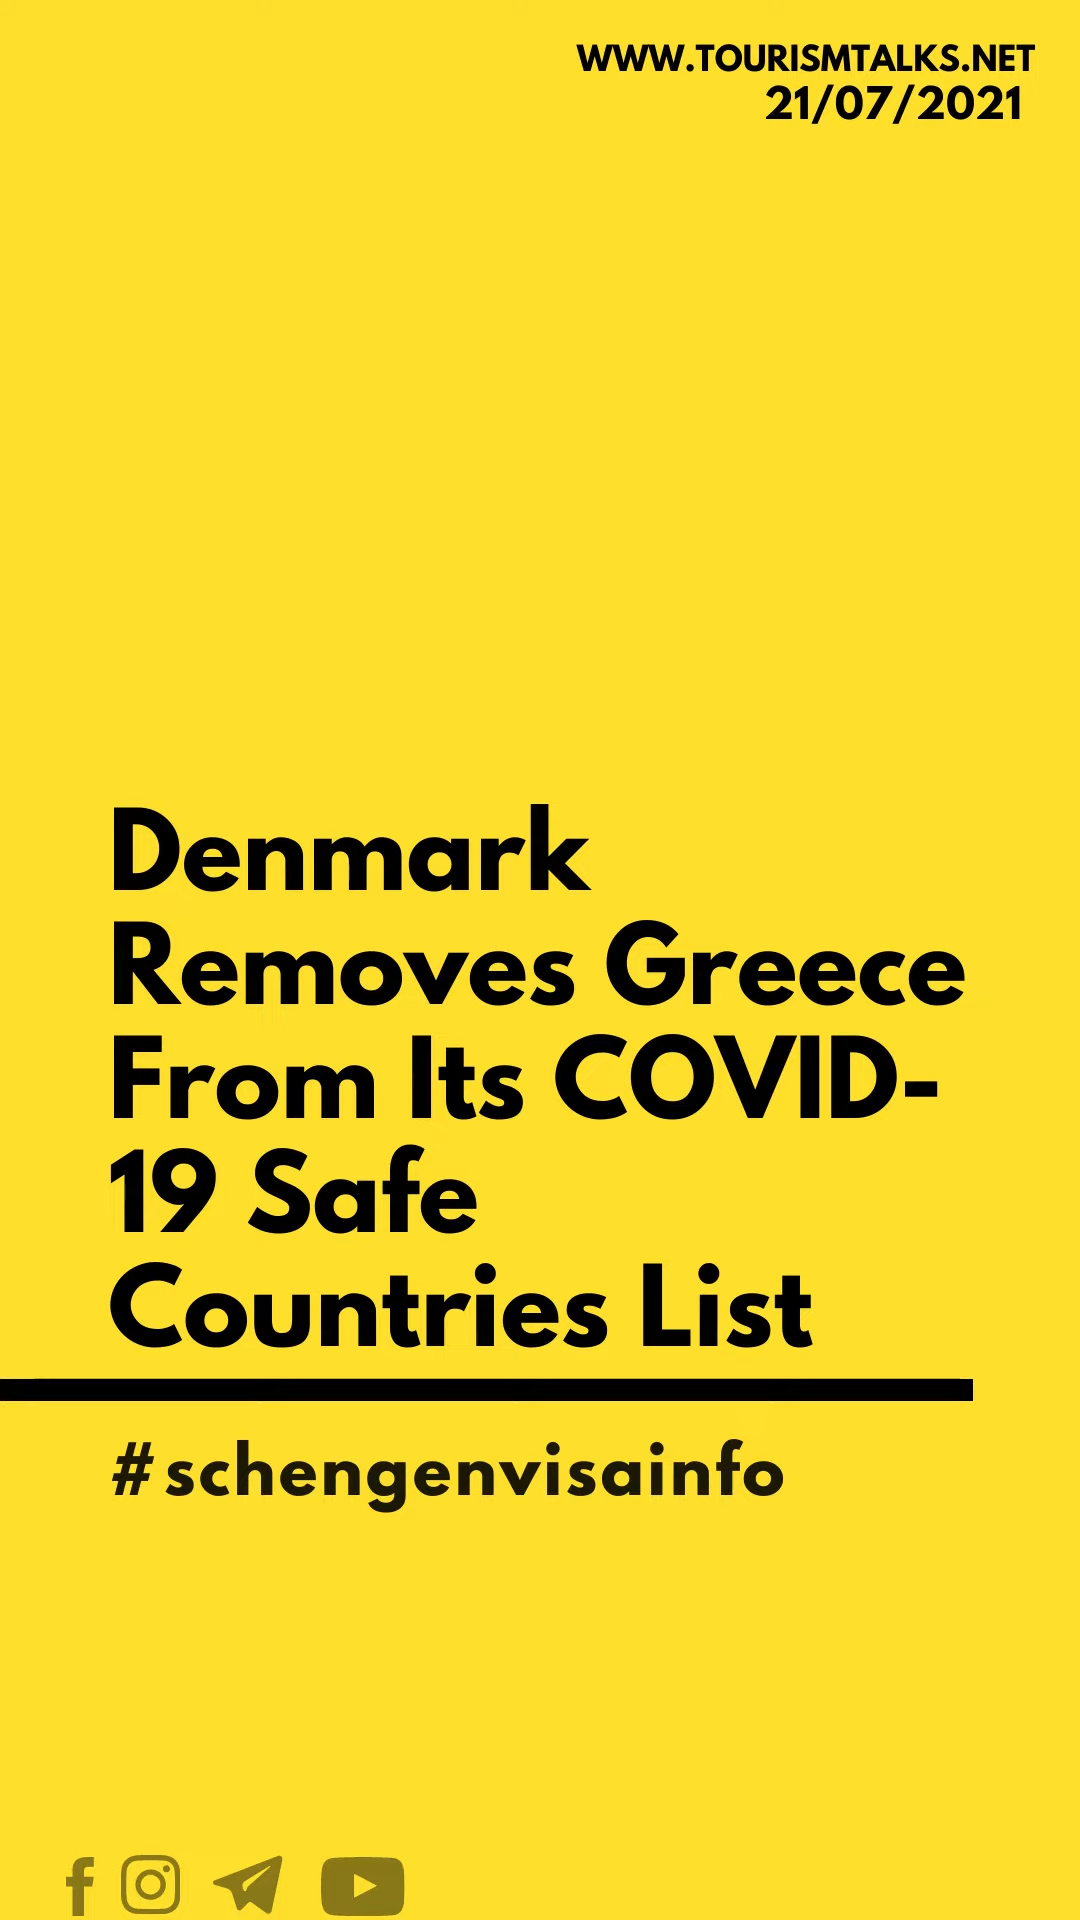 WWW.TOURISMTALKS.NET
21/07/2021
Denmark
Removes Greece
From Its COVID-
19 Safe
Countries List
#schengenvisainfo